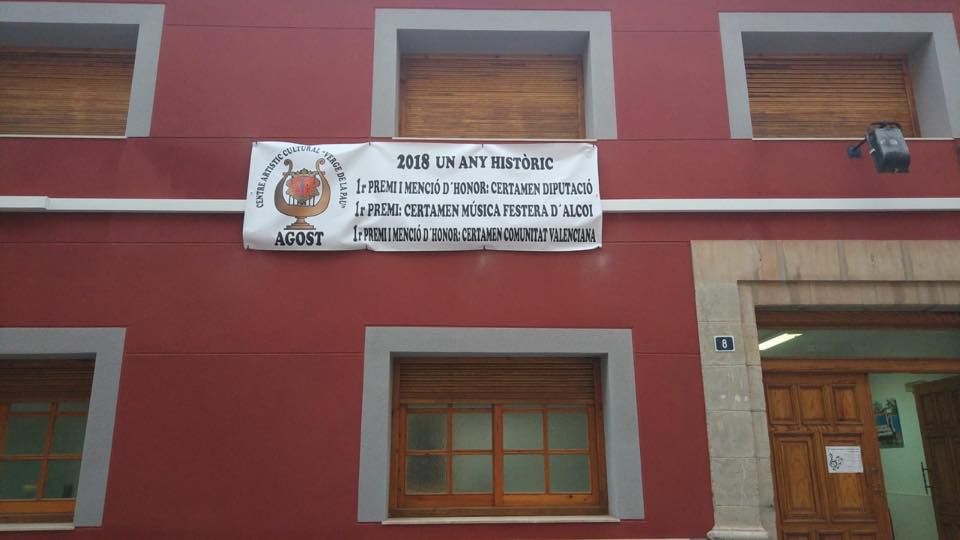 CENTRE ARTISTIC CULTURAL "VERGE DE LA PAU"
AGOST
2018 UN ANY HISTÒRIC
1r PREMI I MENCIÓ D´HONOR: CERTAMEN DIPUTACIÓ
1r PREMI: CERTAMEN MÚSICA FESTERA D´ALCOI
1r PREMI I MENCIÓ D´HONOR: CERTAMEN COMUNITAT VALENCIANA
8